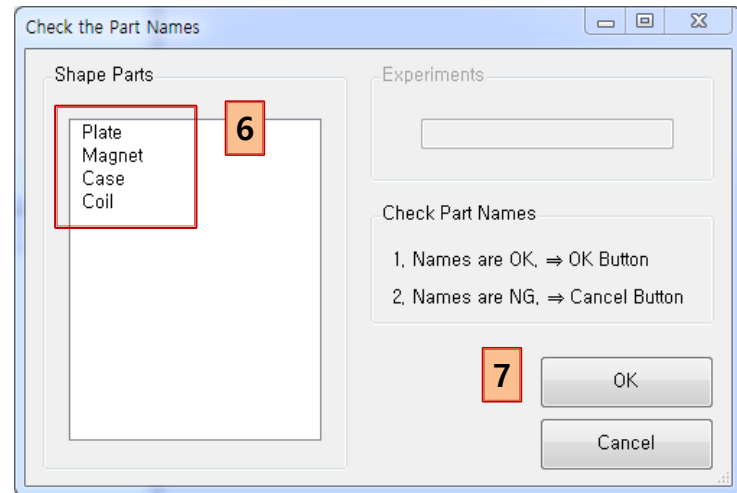 Check the Part Names
Shape Parts
6
Plate
Magnet
Case
Coil
Experiments
Check Part Names
1, Names are OK, ⇒ OK Button
2, Names are NG, ⇒ Cancel Button
7
OK
Cancel